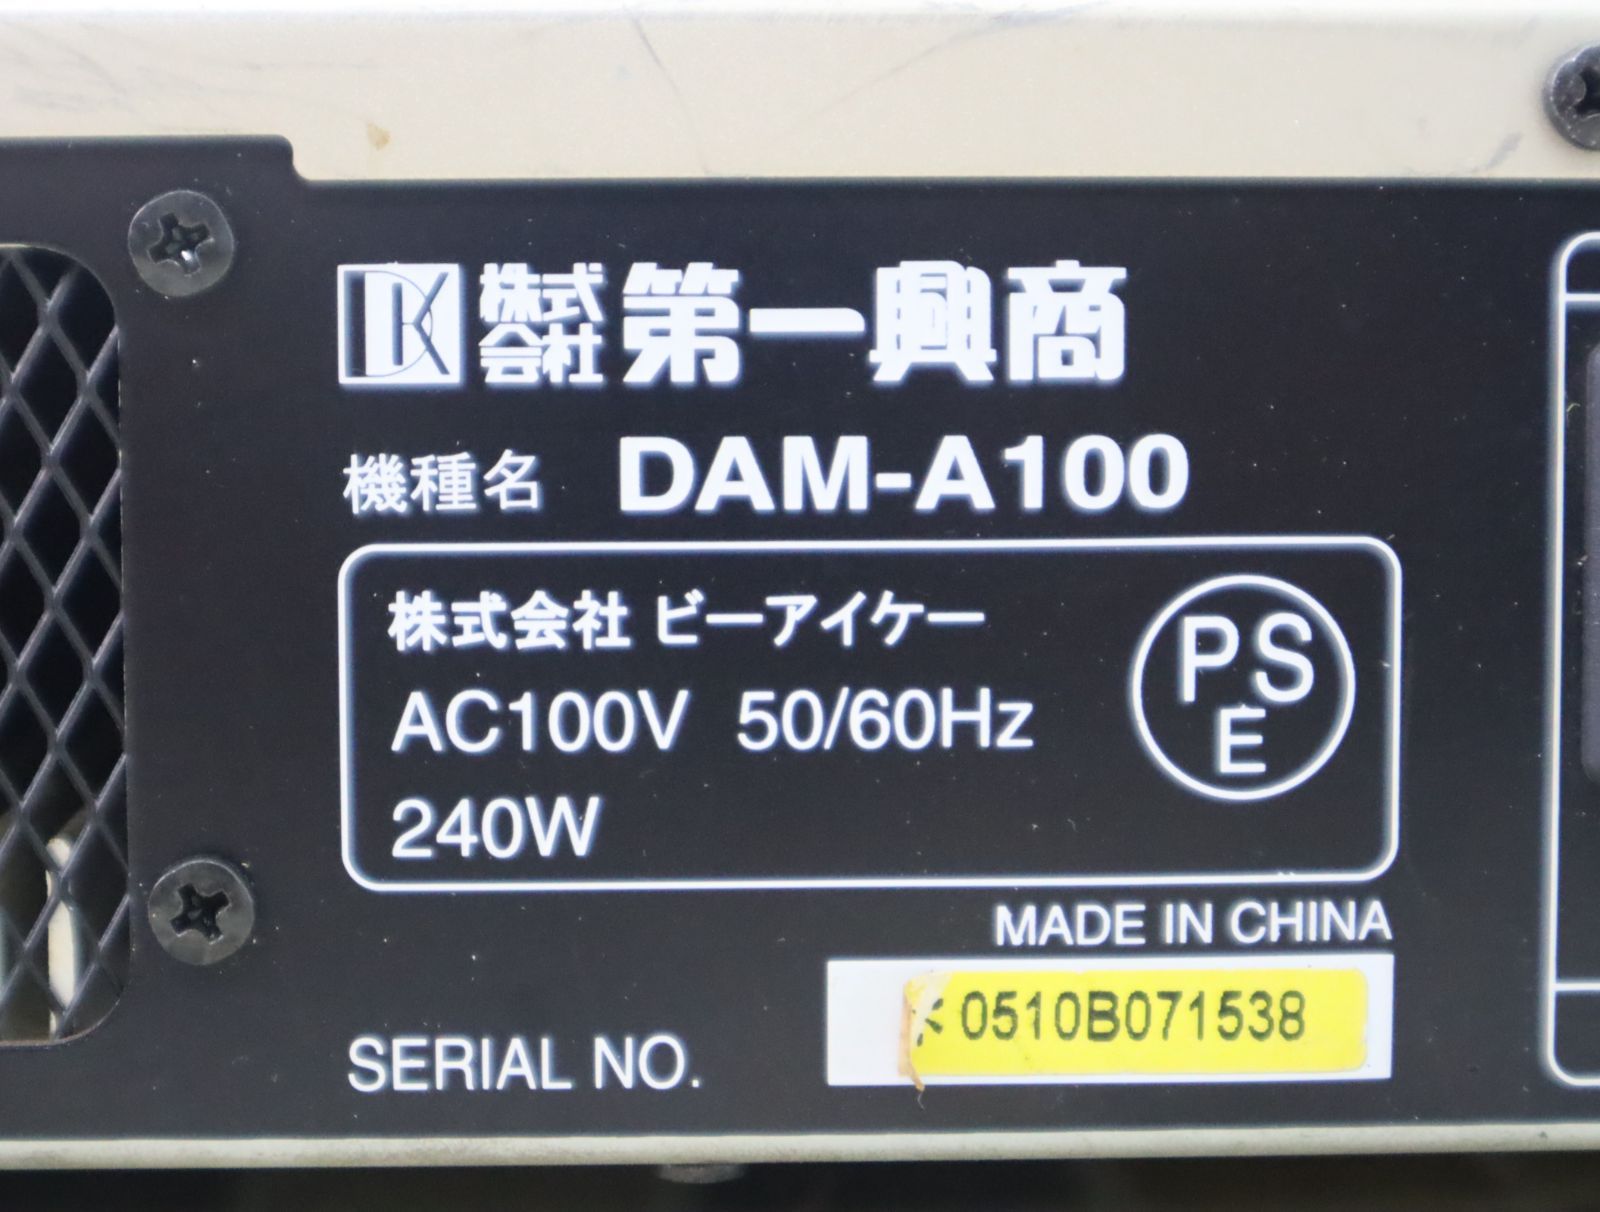 DK 株式会社 第一興商
機種名 DAM-A100
株式会社 ビーアイケー
AC100V 50/60Hz
240W
PSE
MADE IN CHINA
SERIAL NO. *0510B071538